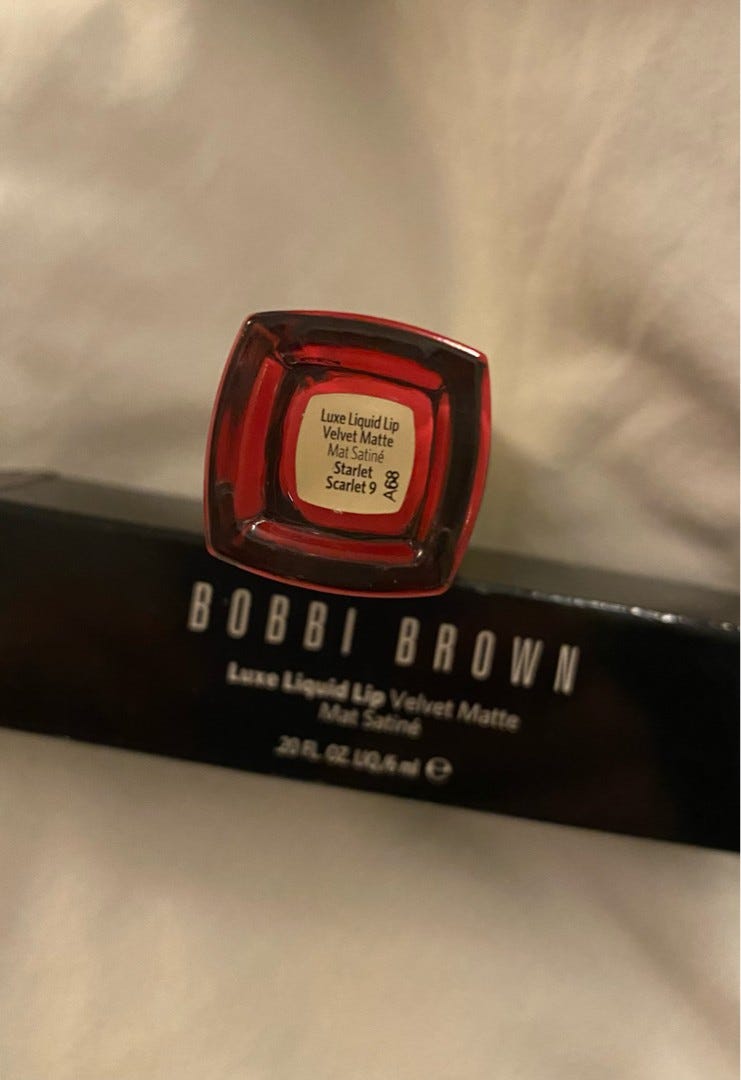 Luxe Liquid Lip
Velvet Matte
Mat Satiné
Starlet
Scarlet 9
A68
BOBBI BROWN
Luxe Liquid Lip Velvet Matte
Mat Satiné
.20 FL. OZ. LIQ./6 ml ℮